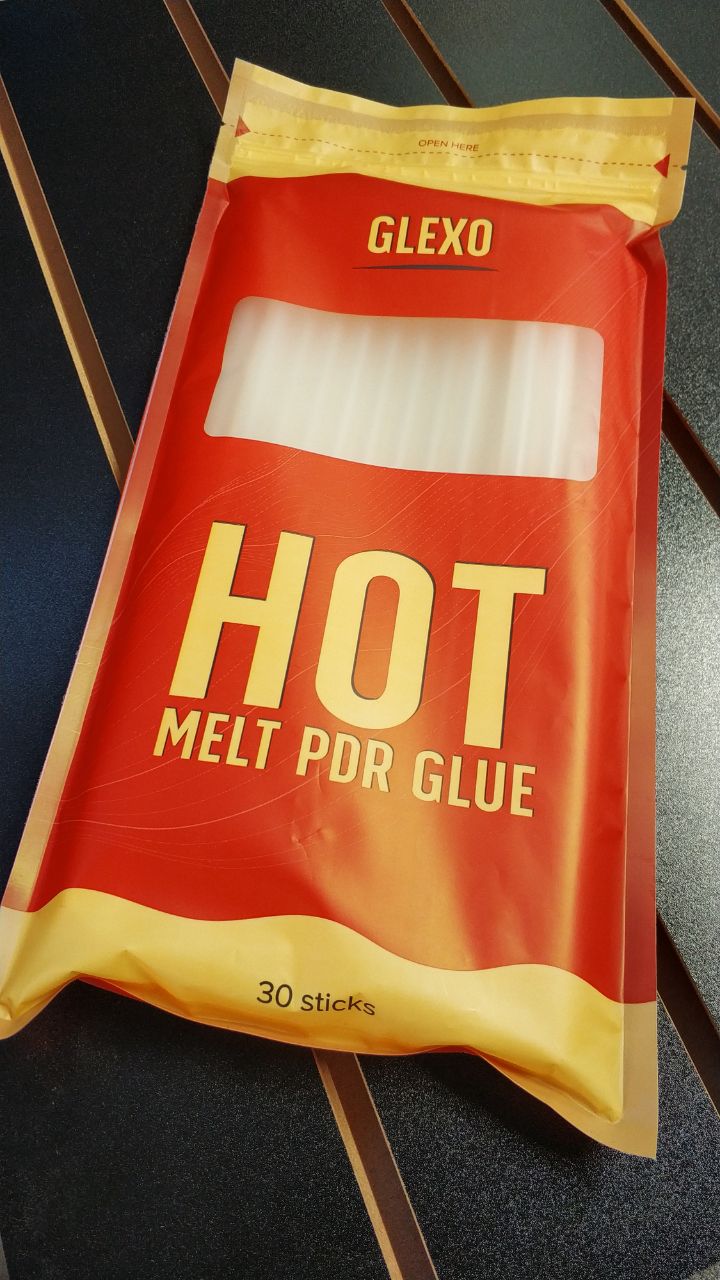 OPEN HERE
GLEXO
HOT
MELT PDR GLUE
30 sticks